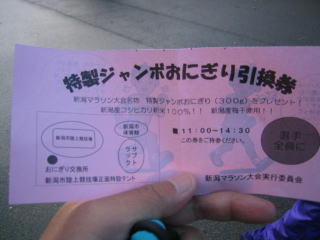 特製ジャンボおにぎり引換券
新潟マラソン大会名物 特製ジャンボおにぎり(300g)をプレゼント!
新潟産コシヒカリ新米100%!! 新潟産梅干使用!!
新潟市陸上競技場
新潟市
体育館
ラサ
ンブ
ドト
11:00~14:30
この券をご持参ください。
選手
全員に
おにぎり交換所
新潟市陸上競技場正面特設テント
新潟マラソン大会実行委員会